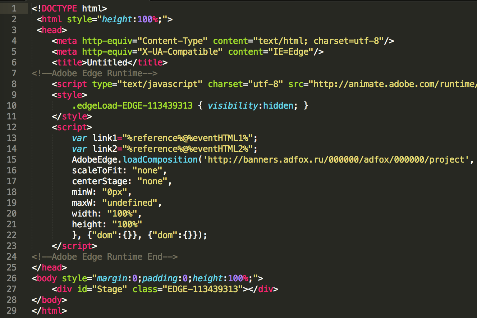 1 <!DOCTYPE html>
2 <html style="height:100%;">
3 <head>
4 <meta http-equiv="Content-Type" content="text/html; charset=utf-8"/>
5 <meta http-equiv="X-UA-Compatible" content="IE=Edge"/>
6 <title>Untitled</title>
7 <!--Adobe Edge Runtime-->
8 <script type="text/javascript" charset="utf-8" src="http://animate.adobe.com/runtime/
9 <style>
10 .edgeLoad-EDGE-113439313 { visibility:hidden; }
11 </style>
12 <script>
13 var link1="%reference%@%eventHTML1%";
14 var link2="%reference%@%eventHTML2%";
15 AdobeEdge.loadComposition('http://banners.adfox.ru/000000/adfox/000000/project',
16 scaleToFit: "none",
17 centerStage: "none",
18 minW: "0px",
19 maxW: "undefined",
20 width: "100%",
21 height: "100%"
22 }, {"dom":{}}, {"dom":{}});
23 </script>
24 <!--Adobe Edge Runtime End-->
25 </head>
26 <body style="margin:0;padding:0;height:100%;">
27 <div id="Stage" class="EDGE-113439313"></div>
28 </body>
29 </html>